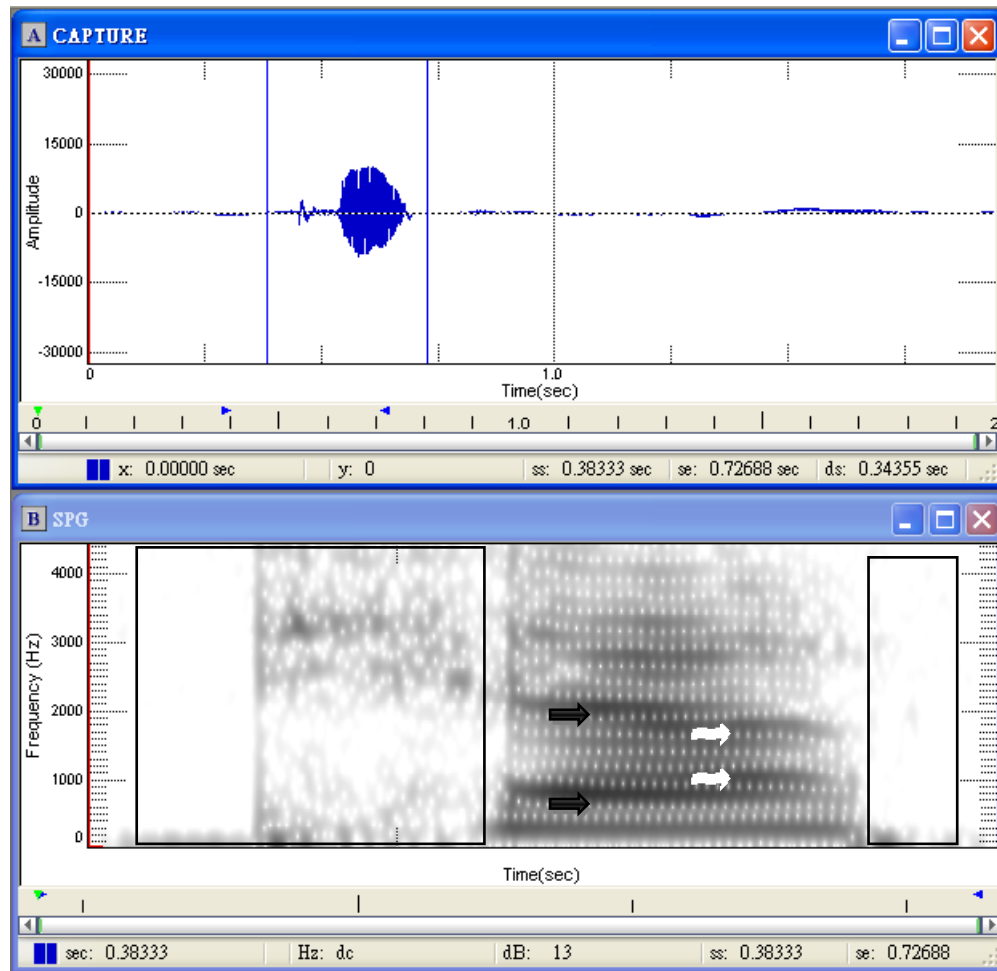 A CAPTURE
30000
15000
0
-15000
-30000
Amplitude
0 1.0
Time(sec)
0 1.0 2
x: 0.00000 sec y: 0 ss: 0.38333 sec se: 0.72688 sec ds: 0.34355 sec
B SPG
4000
3000
2000
1000
0
Frequency (Hz)
Time(sec)
sec: 0.38333 Hz: dc dB: 13 ss: 0.38333 se: 0.72688